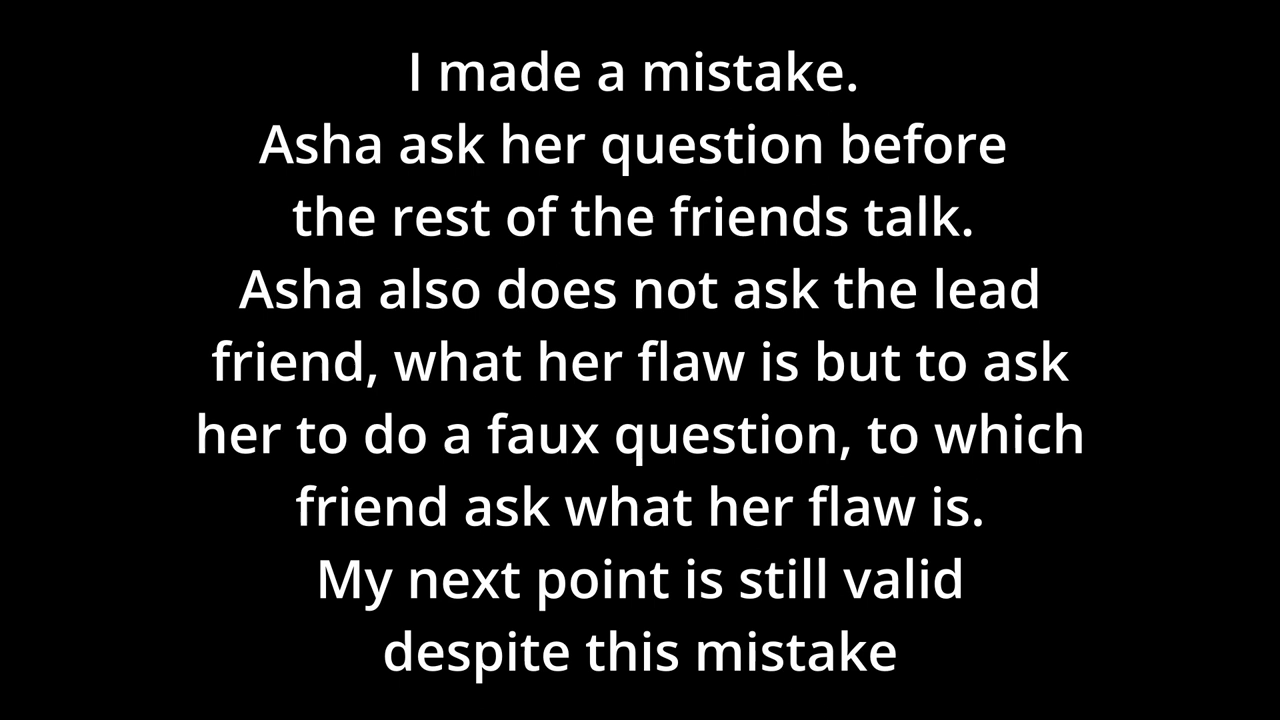 I made a mistake.
Asha ask her question before
the rest of the friends talk.
Asha also does not ask the lead
friend, what her flaw is but to ask
her to do a faux question, to which
friend ask what her flaw is.
My next point is still valid
despite this mistake